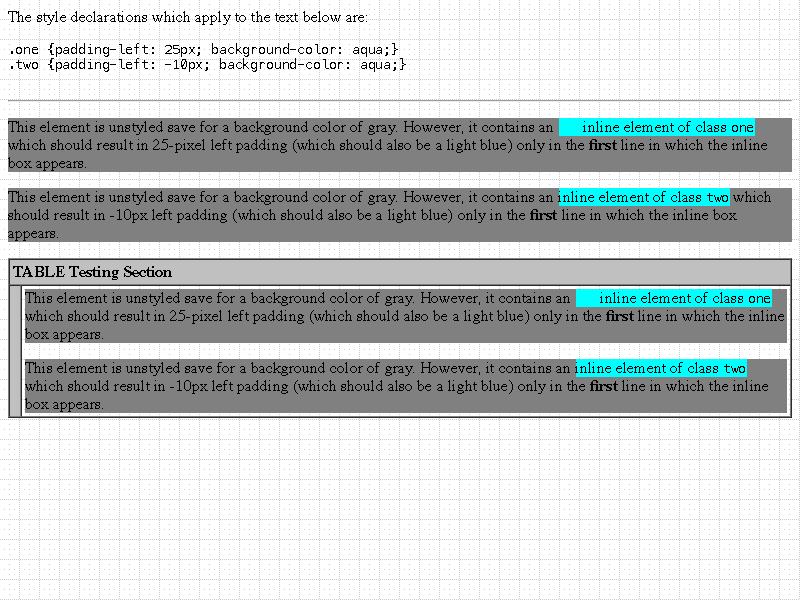 The style declarations which apply to the text below are:
.one {padding-left: 25px; background-color: aqua;}
.two {padding-left: -10px; background-color: aqua;}
This element is unstyled save for a background color of gray. However, it contains an inline element of class one
which should result in 25-pixel left padding (which should also be a light blue) only in the first line in which the inline
box appears.
This element is unstyled save for a background color of gray. However, it contains an inline element of class two which
should result in -10px left padding (which should also be a light blue) only in the first line in which the inline box
appears.
TABLE Testing Section
This element is unstyled save for a background color of gray. However, it contains an inline element of class one
which should result in 25-pixel left padding (which should also be a light blue) only in the first line in which the inline
box appears.
This element is unstyled save for a background color of gray. However, it contains an inline element of class two
which should result in -10px left padding (which should also be a light blue) only in the first line in which the inline
box appears.